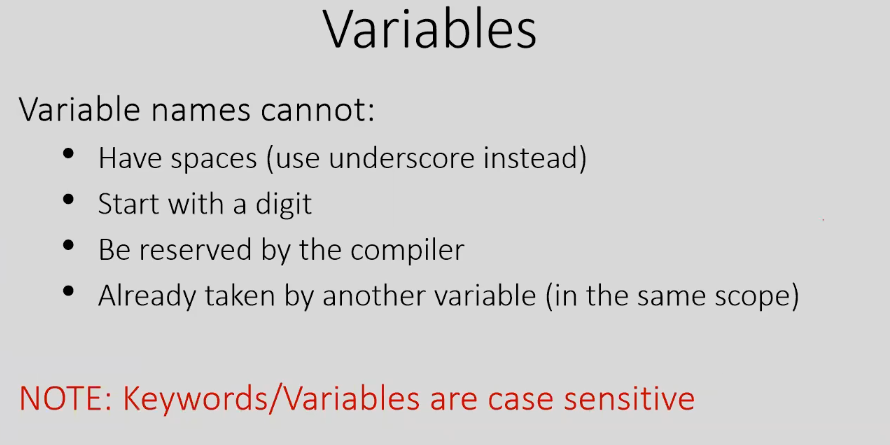 Variables
Variable names cannot:
• Have spaces (use underscore instead)
• Start with a digit
• Be reserved by the compiler
• Already taken by another variable (in the same scope)
NOTE: Keywords/Variables are case sensitive